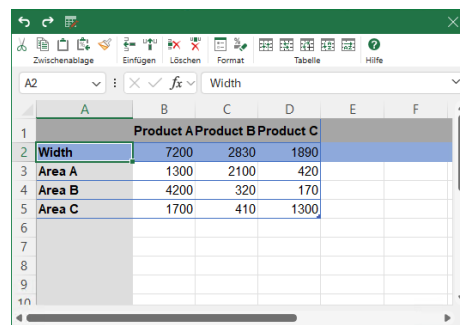 Zwischenablage Einfügen Löschen Format Tabelle Hilfe
A2 fx Width
A B C D E F
1 Product A Product B Product C
2 Width 7200 2830 1890
3 Area A 1300 2100 420
4 Area B 4200 320 170
5 Area C 1700 410 1300
6
7
8
9
10